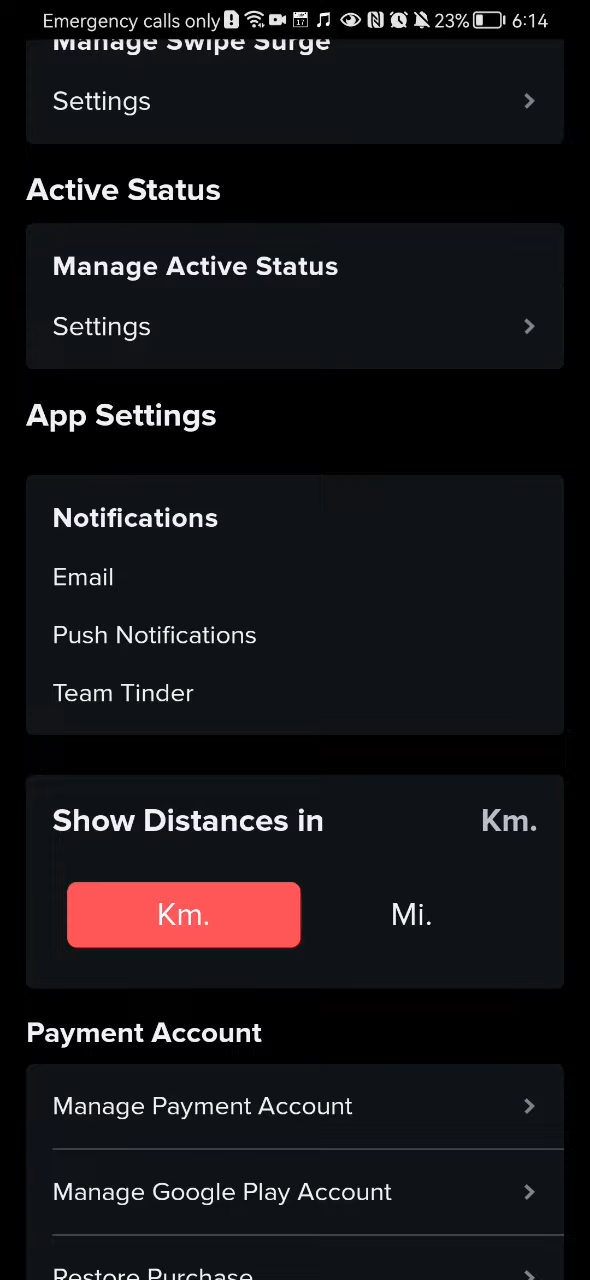 Emergency calls only 23% 6:14
Manage Swipe Surge
Settings
Active Status
Manage Active Status
Settings
App Settings
Notifications
Email
Push Notifications
Team Tinder
Show Distances in Km.
Km. Mi.
Payment Account
Manage Payment Account
Manage Google Play Account
Restore Purchase